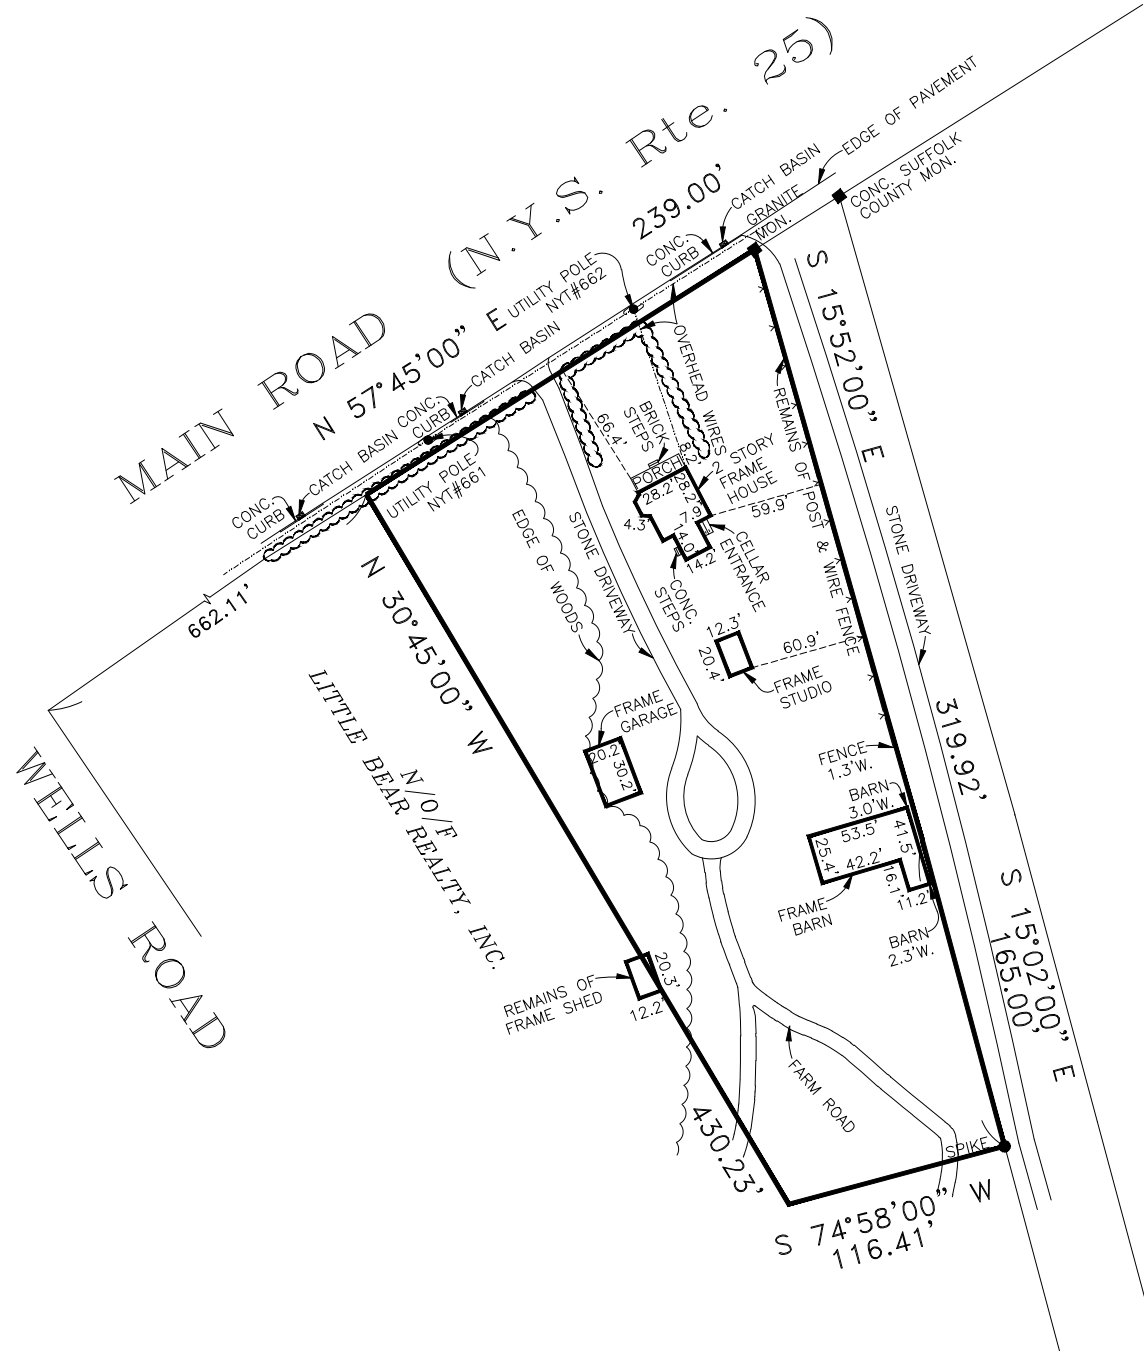 MAIN ROAD (N.Y.S. Rte. 25)
N 57°45'00" E
239.00'
EDGE OF PAVEMENT
CONC. SUFFOLK
COUNTY MON.
CATCH BASIN
GRANITE
MON.
CONC.
CURB
UTILITY POLE
NYT#662
CATCH BASIN
CONC.
CURB
CATCH BASIN
CONC.
CURB
UTILITY POLE
NYT#661
OVERHEAD WIRES
BRICK
STEPS
66.4'
8.2'
PORCH
28.2'
28.2'
2 STORY
FRAME
HOUSE
4.3'
7.9'
14.0'
14.2'
59.9'
CELLAR
ENTRANCE
CONC.
STEPS
REMAINS OF POST & WIRE FENCE
S 15°52'00" E
319.92'
STONE DRIVEWAY
STONE DRIVEWAY
EDGE OF WOODS
662.11'
N 30°45'00" W
430.23'
12.3'
20.4'
60.9'
FRAME
STUDIO
FRAME
GARAGE
20.2'
30.2'
FENCE
1.3'W.
BARN
3.0'W.
53.5'
41.5'
25.4'
42.2'
16.1'
11.2'
FRAME
BARN
BARN
2.3'W.
N/O/F
LITTLE BEAR REALTY, INC.
WELLS ROAD
REMAINS OF
FRAME SHED
20.3'
12.2'
FARM ROAD
S 15°02'00" E
165.00'
SPIKE
S 74°58'00" W
116.41'